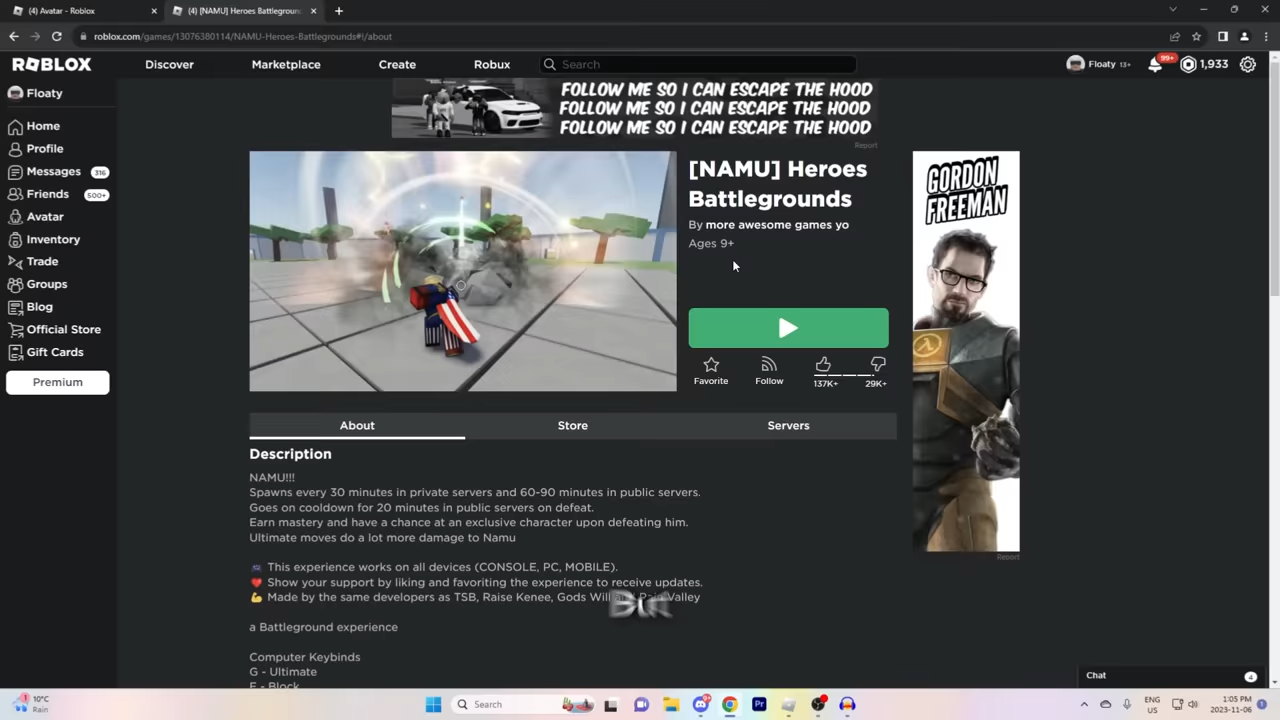 (4) Avatar - Roblox
(4) [NAMU] Heroes Battleground
roblox.com/games/13076380114/NAMU-Heroes-Battlegrounds#!/about
ROBLOX
Discover
Marketplace
Create
Robux
Search
Floaty 13+
99+
1,933
Floaty
Home
Profile
Messages 316
Friends 500+
Avatar
Inventory
Trade
Groups
Blog
Official Store
Gift Cards
Premium
FOLLOW ME SO I CAN ESCAPE THE HOOD
FOLLOW ME SO I CAN ESCAPE THE HOOD
FOLLOW ME SO I CAN ESCAPE THE HOOD
Report
[NAMU] Heroes
Battlegrounds
By more awesome games yo
Ages 9+
Favorite
Follow
137K+
29K+
GORDON
FREEMAN
Report
About
Store
Servers
Description
NAMU!!!
Spawns every 30 minutes in private servers and 60-90 minutes in public servers.
Goes on cooldown for 20 minutes in public servers on defeat.
Earn mastery and have a chance at an exclusive character upon defeating him.
Ultimate moves do a lot more damage to Namu
This experience works on all devices (CONSOLE, PC, MOBILE).
Show your support by liking and favoriting the experience to receive updates.
Made by the same developers as TSB, Raise Kenee, Gods Will Valley
a Battleground experience
Computer Keybinds
G - Ultimate
F - Block
Chat
4
1
10°C
Rain
Search
9+
Pr
ENG
US
1:05 PM
2023-11-06